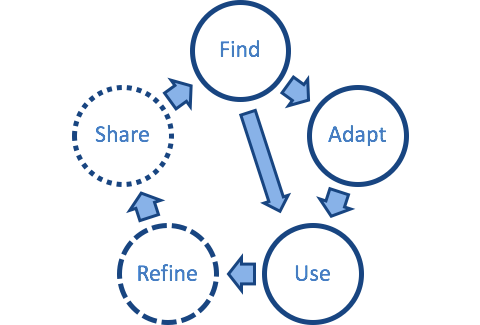 Find
Adapt
Use
Refine
Share